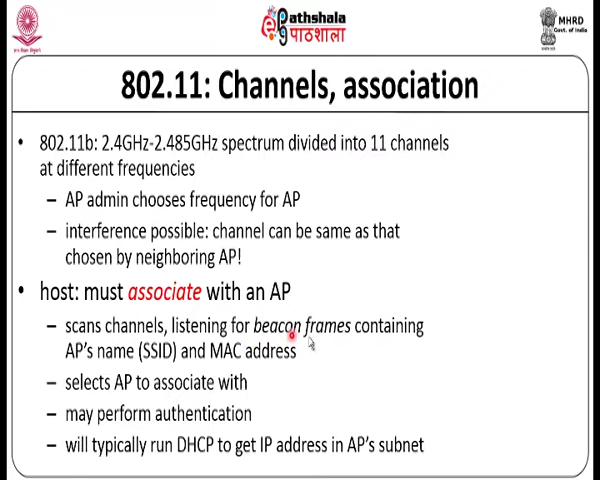 Pathshala
पाठशाला
MHRD
Govt. of India
802.11: Channels, association
• 802.11b: 2.4GHz-2.485GHz spectrum divided into 11 channels
at different frequencies
– AP admin chooses frequency for AP
– interference possible: channel can be same as that
chosen by neighboring AP!
• host: must associate with an AP
– scans channels, listening for beacon frames containing
AP's name (SSID) and MAC address
– selects AP to associate with
– may perform authentication
– will typically run DHCP to get IP address in AP's subnet